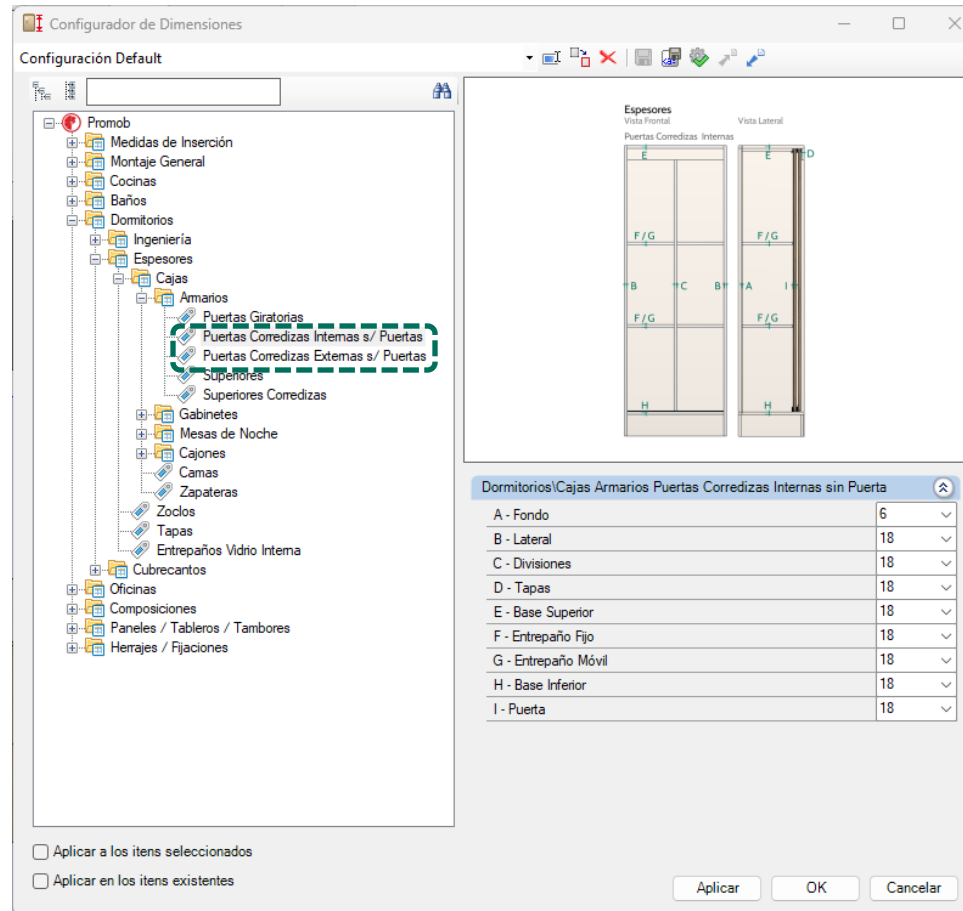 Configurador de Dimensiones
Configuración Default
Promob
Medidas de Inserción
Montaje General
Cocinas
Baños
Dormitorios
Ingeniería
Espesores
Cajas
Armarios
Puertas Giratorias
Puertas Corredizas Internas s/ Puertas
Puertas Corredizas Externas s/ Puertas
Superiores
Superiores Corredizas
Gabinetes
Mesas de Noche
Cajones
Camas
Zapateras
Zoclos
Tapas
Entrepaños Vidrio Interna
Cubrecantos
Oficinas
Composiciones
Paneles / Tableros / Tambores
Herrajes / Fijaciones
Espesores
Vista Frontal Vista Lateral
Puertas Corredizas Internas
E E D
F/G F/G
B C B A I
F/G F/G
H H
Dormitorios\Cajas Armarios Puertas Corredizas Internas sin Puerta
A - Fondo 6
B - Lateral 18
C - Divisiones 18
D - Tapas 18
E - Base Superior 18
F - Entrepaño Fijo 18
G - Entrepaño Móvil 18
H - Base Inferior 18
I - Puerta 18
Aplicar a los itens seleccionados
Aplicar en los itens existentes
Aplicar OK Cancelar